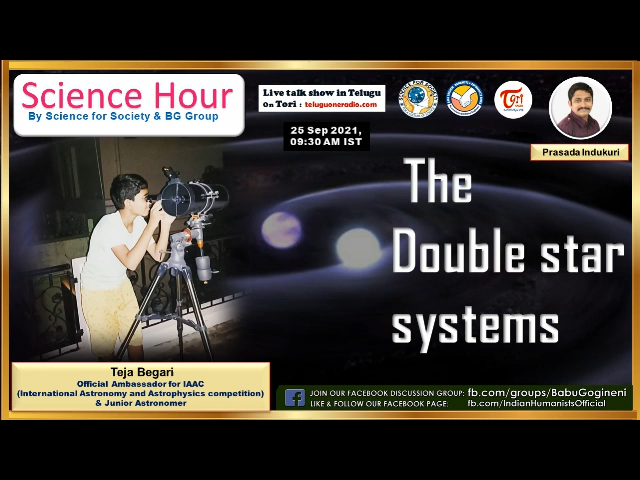 Science Hour
By Science for Society & BG Group
Live talk show in Telugu
On Tori : teluguoneradio.com
25 Sep 2021,
09:30 AM IST
Tori
Prasada Indukuri
The
Double star
systems
Teja Begari
Official Ambassador for IAAC
(International Astronomy and Astrophysics competition)
& Junior Astronomer
JOIN OUR FACEBOOK DISCUSSION GROUP: fb.com/groups/BabuGogineni
LIKE & FOLLOW OUR FACEBOOK PAGE: fb.com/IndianHumanistsOfficial